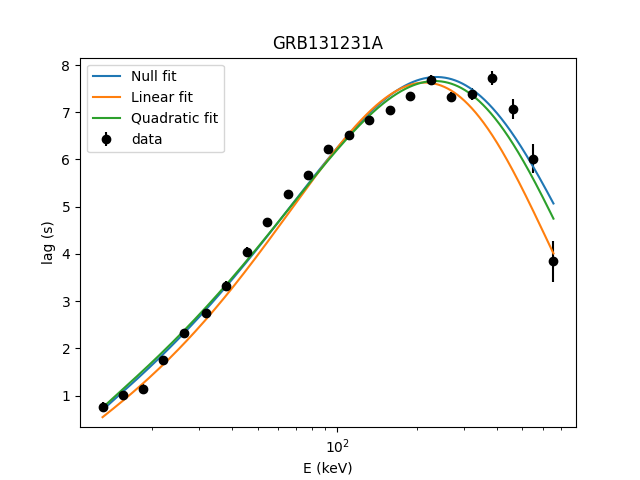 GRB131231A
Null fit
Linear fit
Quadratic fit
data
8
7
6
5
4
3
2
1
lag (s)
10²
E (keV)